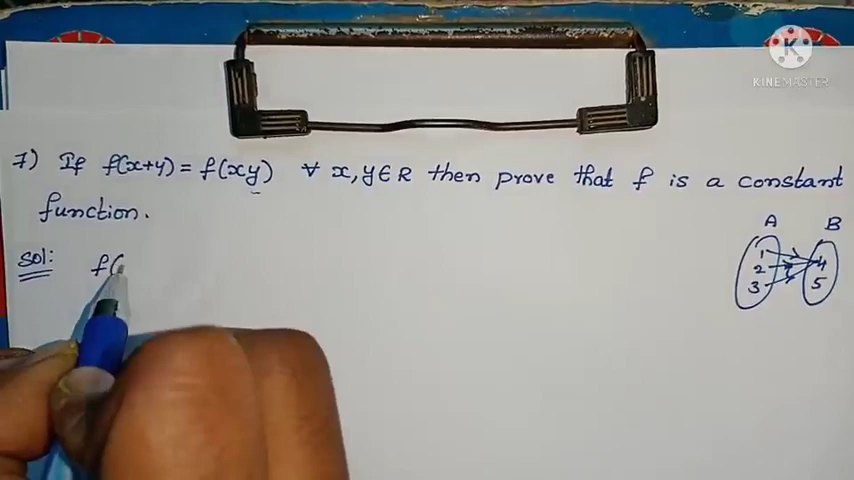 7) If f(x+y) = f(xy) ∀ x,y∈R then prove that f is a constant
function.
Sol: f(
A B
1 4
2 5
3
K
KINEMASTER